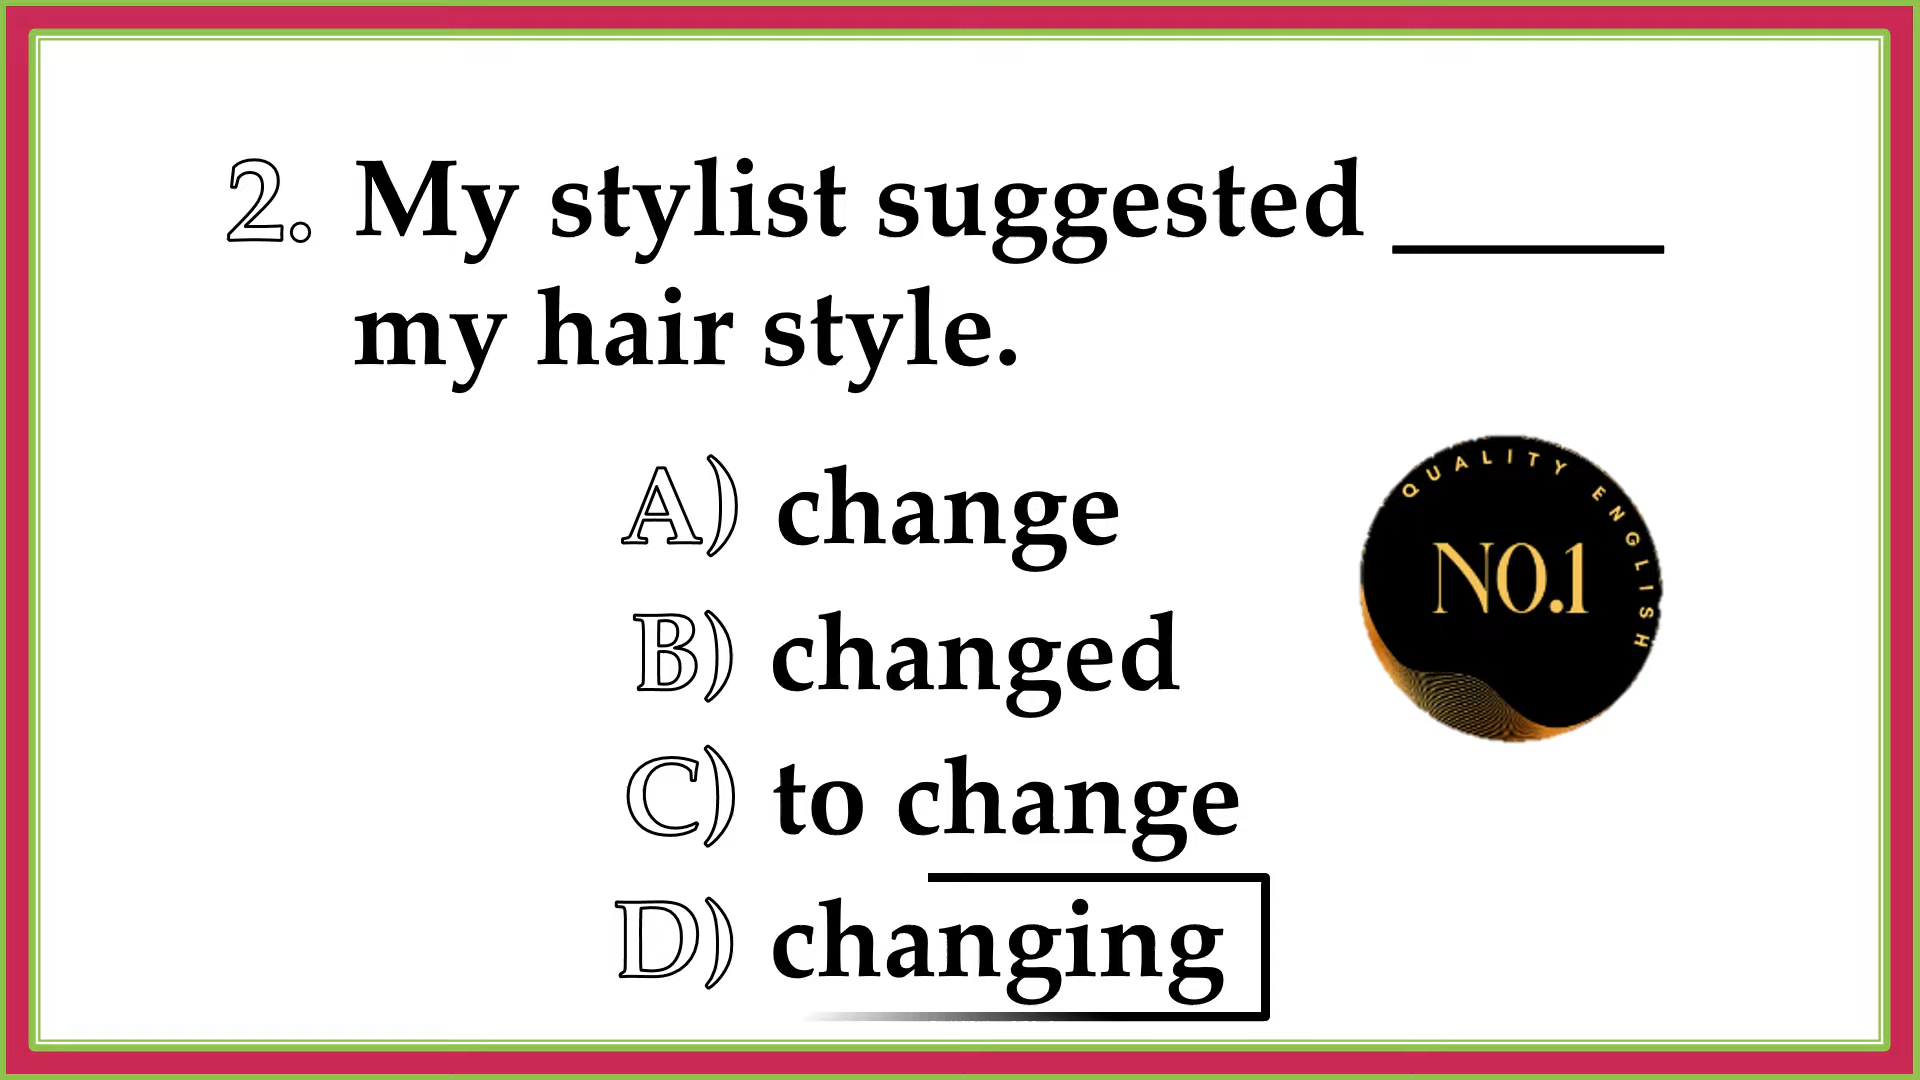 2. My stylist suggested _____
my hair style.
A) change
B) changed
C) to change
D) changing
QUALITY ENGLISH
NO.1